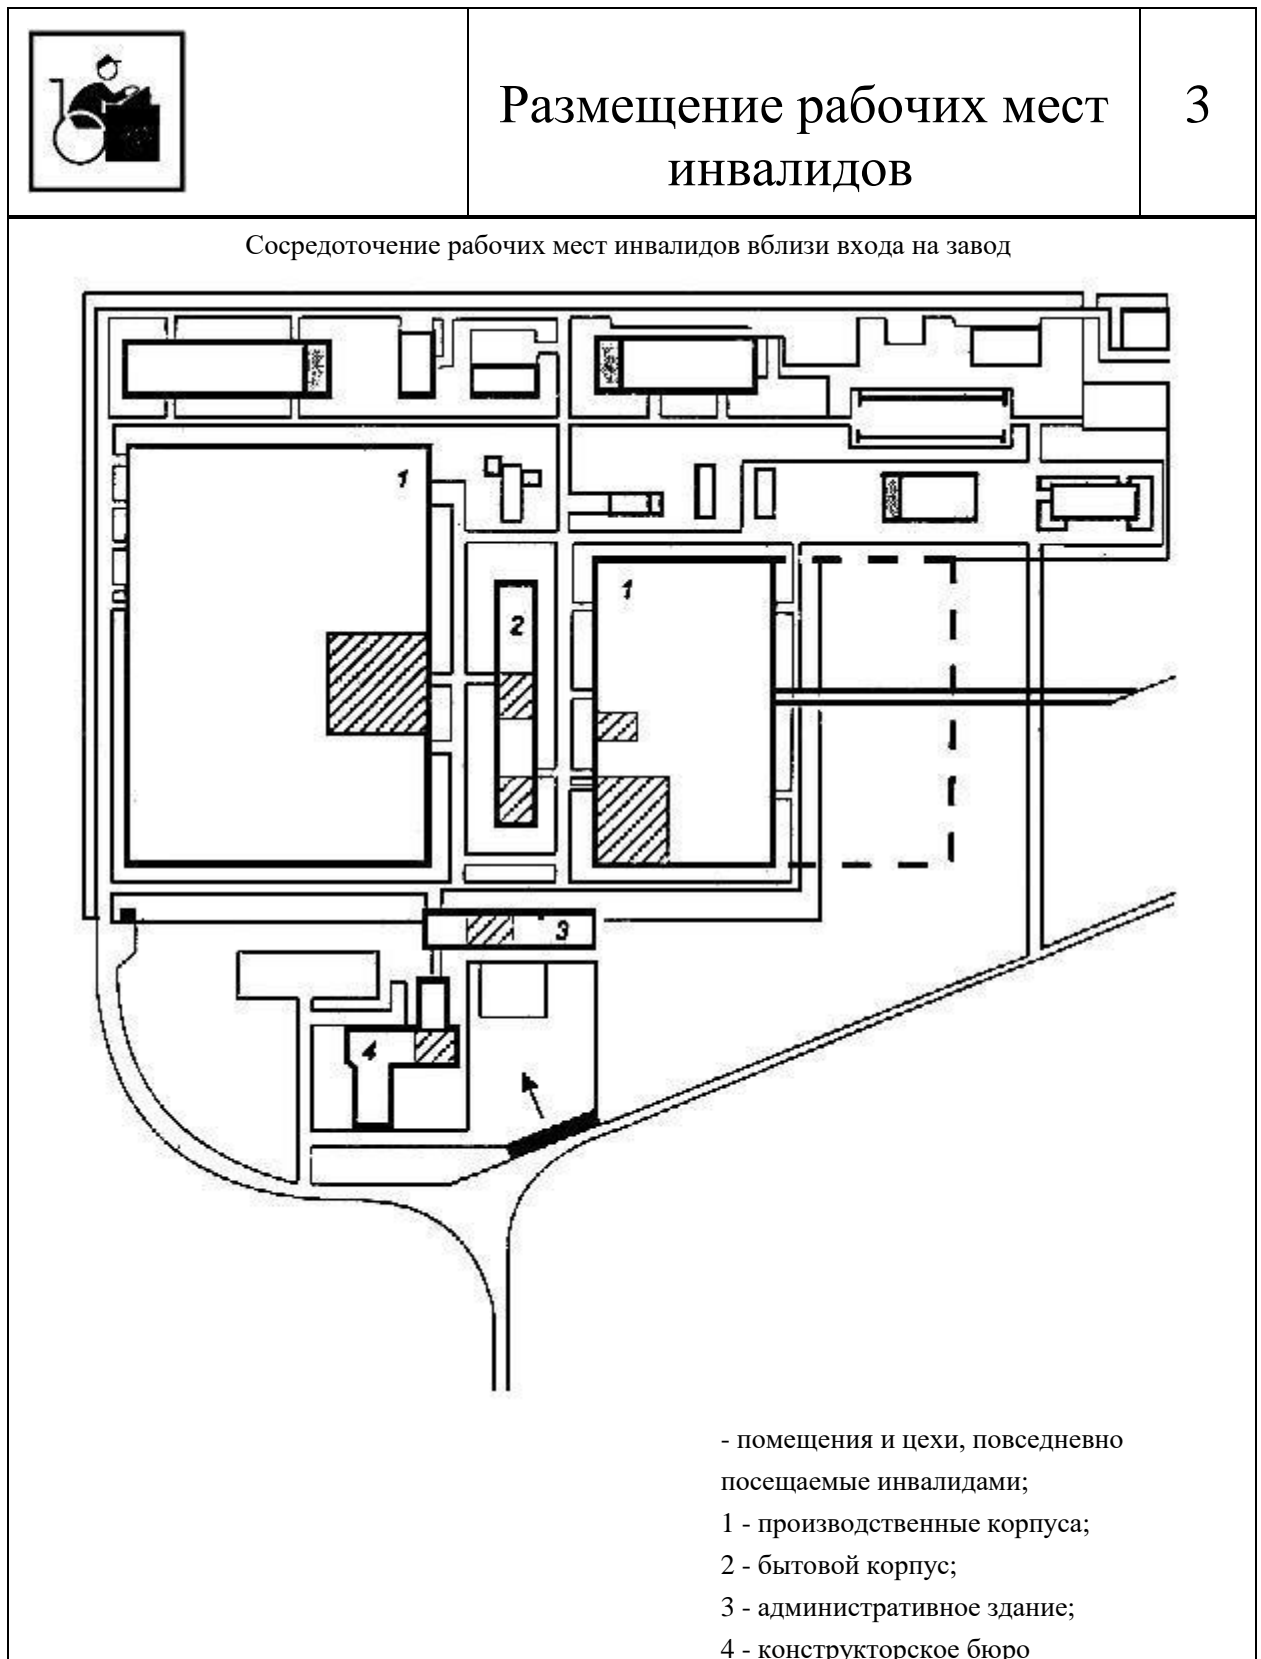 Размещение рабочих мест
инвалидов
3
Сосредоточение рабочих мест инвалидов вблизи входа на завод
1
1
2
3
4
- помещения и цехи, повседневно
посещаемые инвалидами;
1 - производственные корпуса;
2 - бытовой корпус;
3 - административное здание;
4 - конструкторское бюро